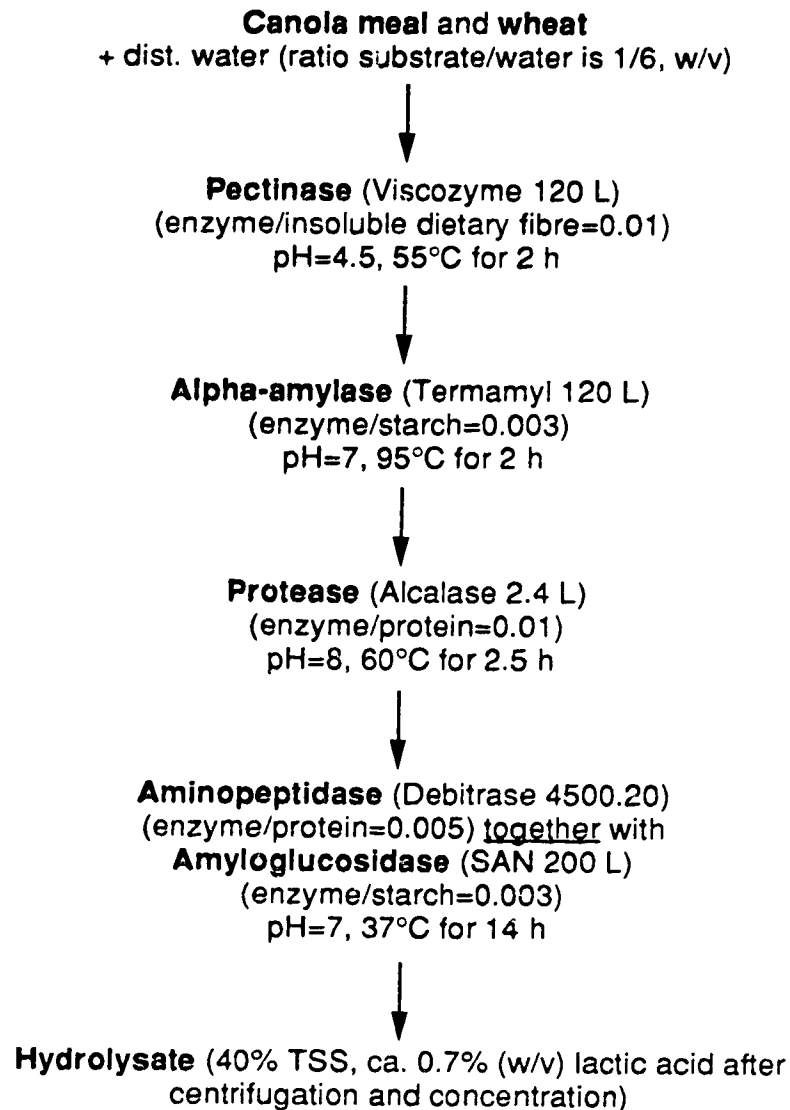 Canola meal and wheat
+ dist. water (ratio substrate/water is 1/6, w/v)
Pectinase (Viscozyme 120 L)
(enzyme/insoluble dietary fibre=0.01)
pH=4.5, 55°C for 2 h
Alpha-amylase (Termamyl 120 L)
(enzyme/starch=0.003)
pH=7, 95°C for 2 h
Protease (Alcalase 2.4 L)
(enzyme/protein=0.01)
pH=8, 60°C for 2.5 h
Aminopeptidase (Debitrase 4500.20)
(enzyme/protein=0.005) together with
Amyloglucosidase (SAN 200 L)
(enzyme/starch=0.003)
pH=7, 37°C for 14 h
Hydrolysate (40% TSS, ca. 0.7% (w/v) lactic acid after
centrifugation and concentration)